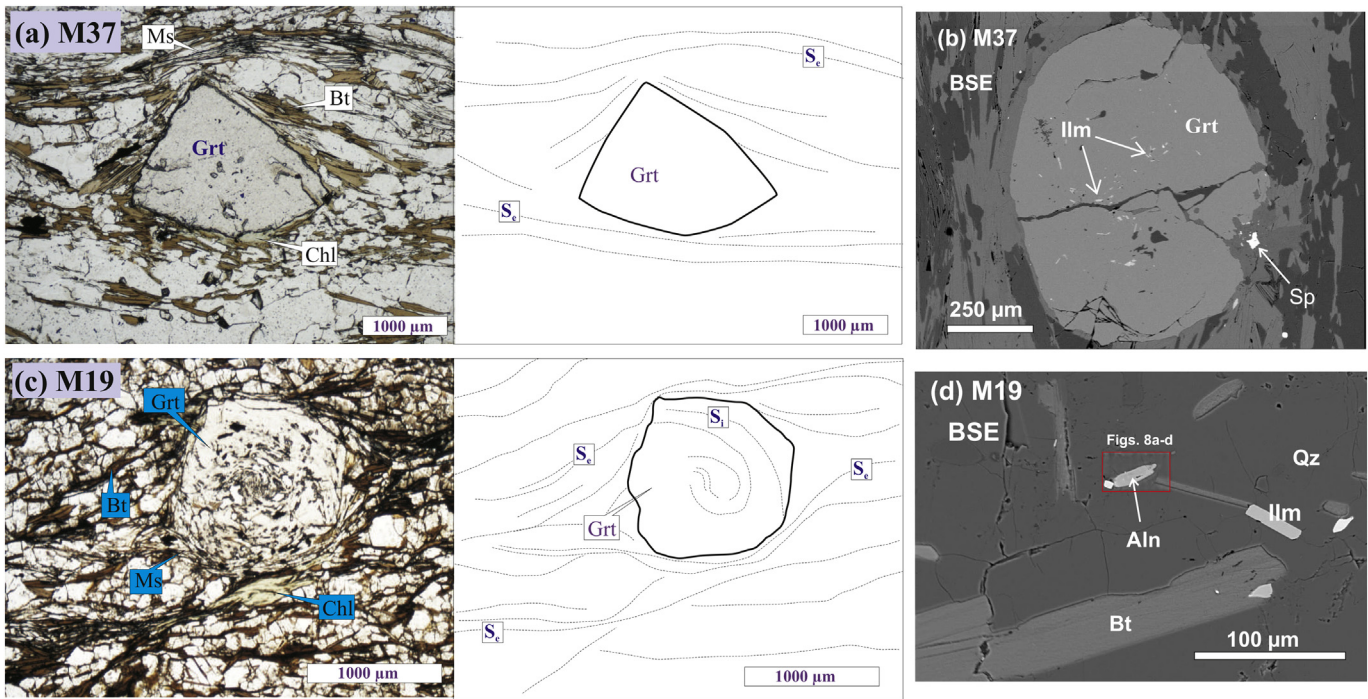 (a) M37
Ms
Bt
Grt
Chl
1000 µm
Se
Grt
Se
1000 µm
(b) M37
BSE
Ilm
Grt
Sp
250 µm
(c) M19
Grt
Bt
Ms
Chl
1000 µm
Si
Se
Se
Grt
Se
1000 µm
(d) M19
BSE
Figs. 8a-d
Qz
Ilm
Aln
Bt
100 µm